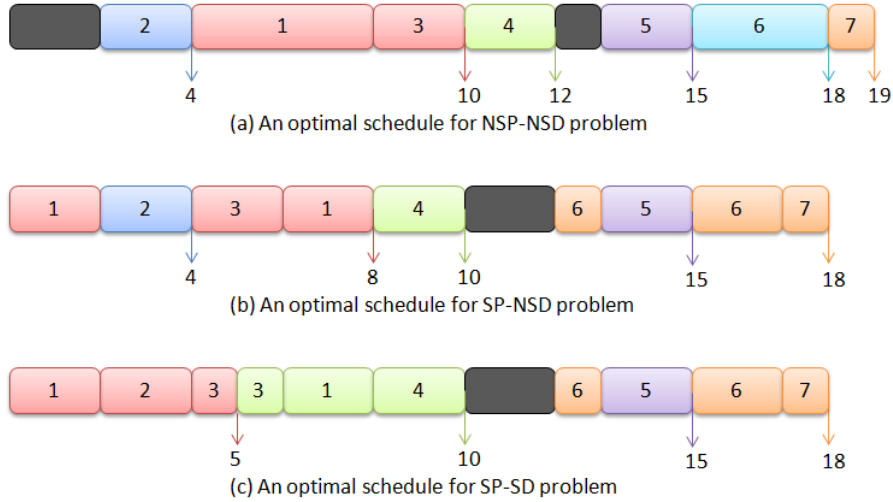 2 1 3 4 5 6 7
4 10 12 15 18 19
(a) An optimal schedule for NSP-NSD problem
1 2 3 1 4 6 5 6 7
4 8 10 15 18
(b) An optimal schedule for SP-NSD problem
1 2 3 3 1 4 6 5 6 7
5 10 15 18
(c) An optimal schedule for SP-SD problem